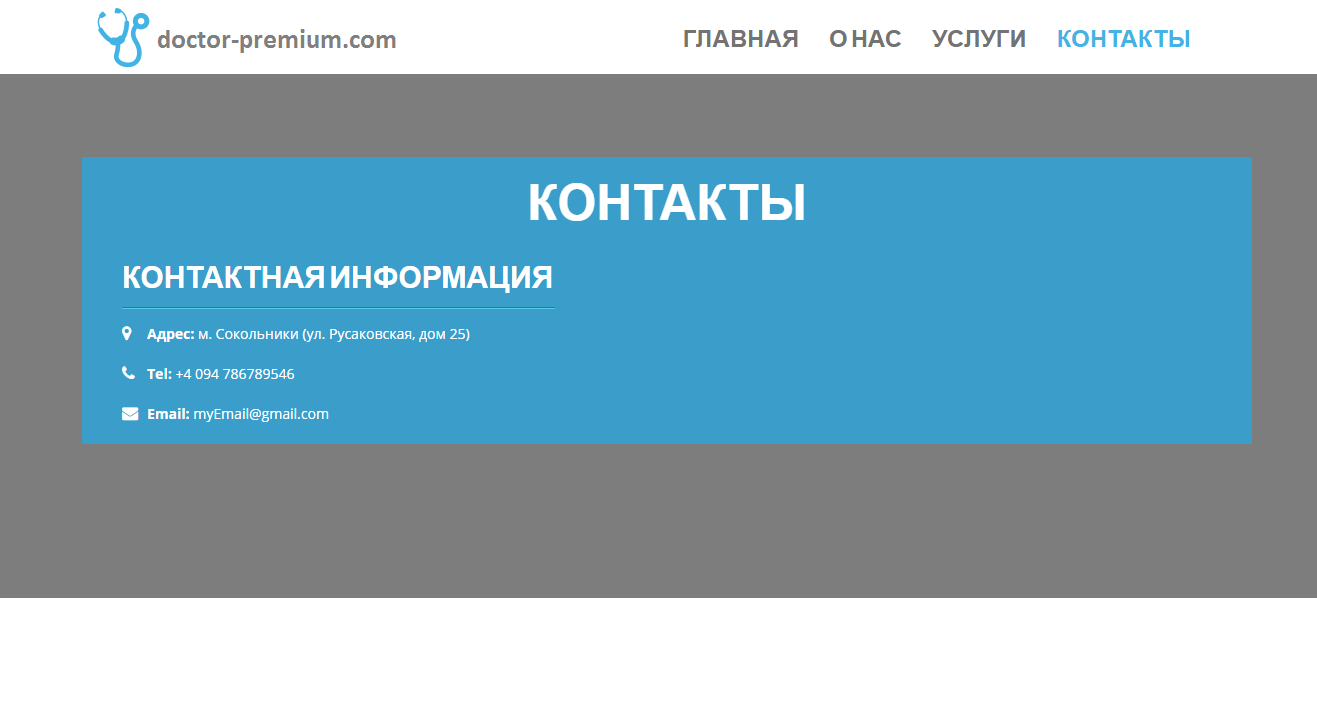 doctor-premium.com
ГЛАВНАЯ О НАС УСЛУГИ КОНТАКТЫ
КОНТАКТЫ
КОНТАКТНАЯ ИНФОРМАЦИЯ
Адрес: м. Сокольники (ул. Русаковская, дом 25)
Tel: +4 094 786789546
Email: myEmail@gmail.com